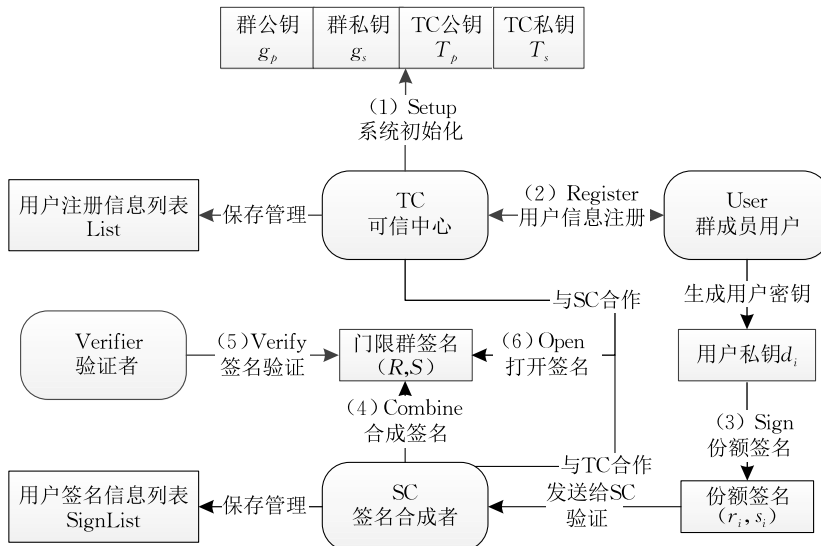 群公钥 群私钥 TC公钥 TC私钥
g_p g_s T_p T_s
（1）Setup
系统初始化
用户注册信息列表
List
保存管理
TC
可信中心
（2）Register
用户信息注册
User
群成员用户
与SC合作
生成用户密钥
Verifier
验证者
（5）Verify
签名验证
门限群签名
（R,S）
（6）Open
打开签名
用户私钥d_i
（4）Combine
合成签名
（3）Sign
份额签名
用户签名信息列表
SignList
保存管理
SC
签名合成者
与TC合作
发送给SC
验证
份额签名
（r_i, s_i）